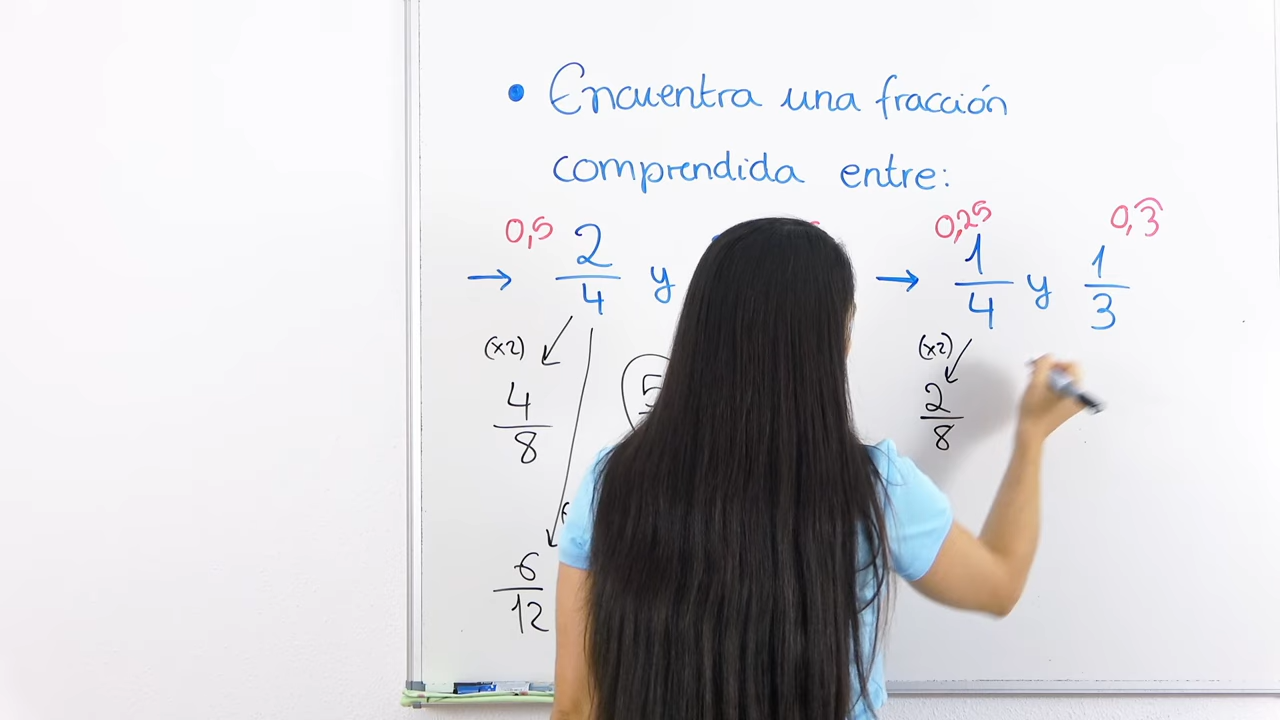 • Encuentra una fracción
comprendida entre:
0,5 0,25 0,3̂
→ 2/4 y → 1/4 y 1/3
(x2) (x2)
4/8 5 2/8
6/12